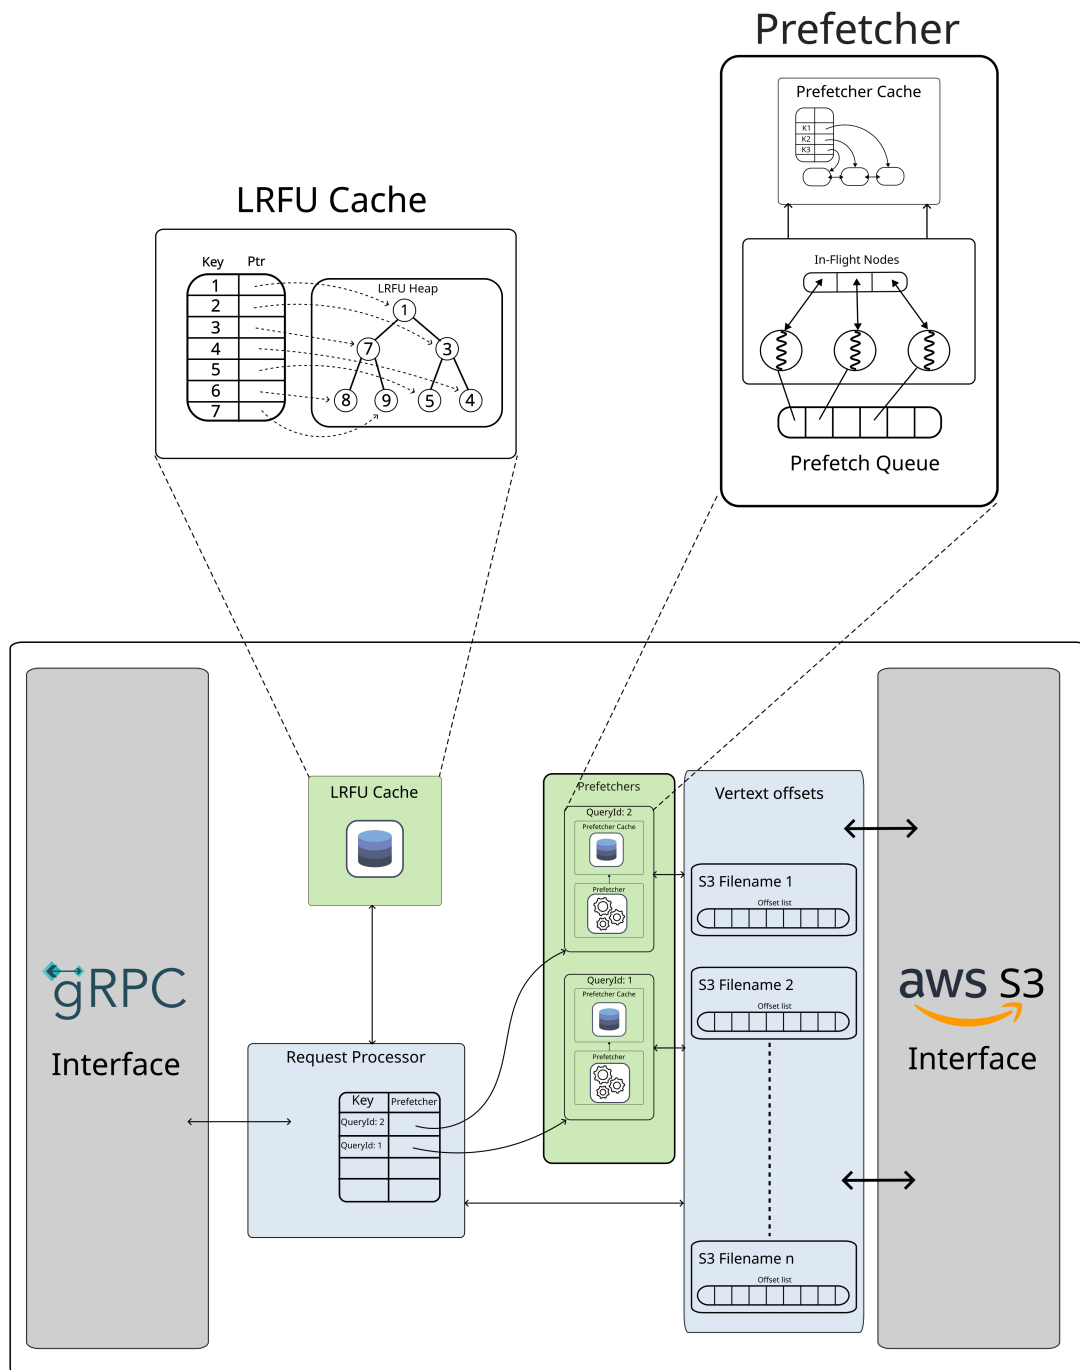 Prefetcher
Prefetcher Cache
K1
K2
K3
In-Flight Nodes
Prefetch Queue
LRFU Cache
Key Ptr
1
2
3
4
5
6
7
LRFU Heap
1
7 3
8 9 5 4
gRPC
Interface
LRFU Cache
Request Processor
Key Prefetcher
QueryId: 2
QueryId: 1
Prefetchers
QueryId: 2
Prefetcher Cache
Prefetcher
QueryId: 1
Prefetcher Cache
Prefetcher
Vertext offsets
S3 Filename 1
Offset list
S3 Filename 2
Offset list
S3 Filename n
Offset list
aws S3
Interface